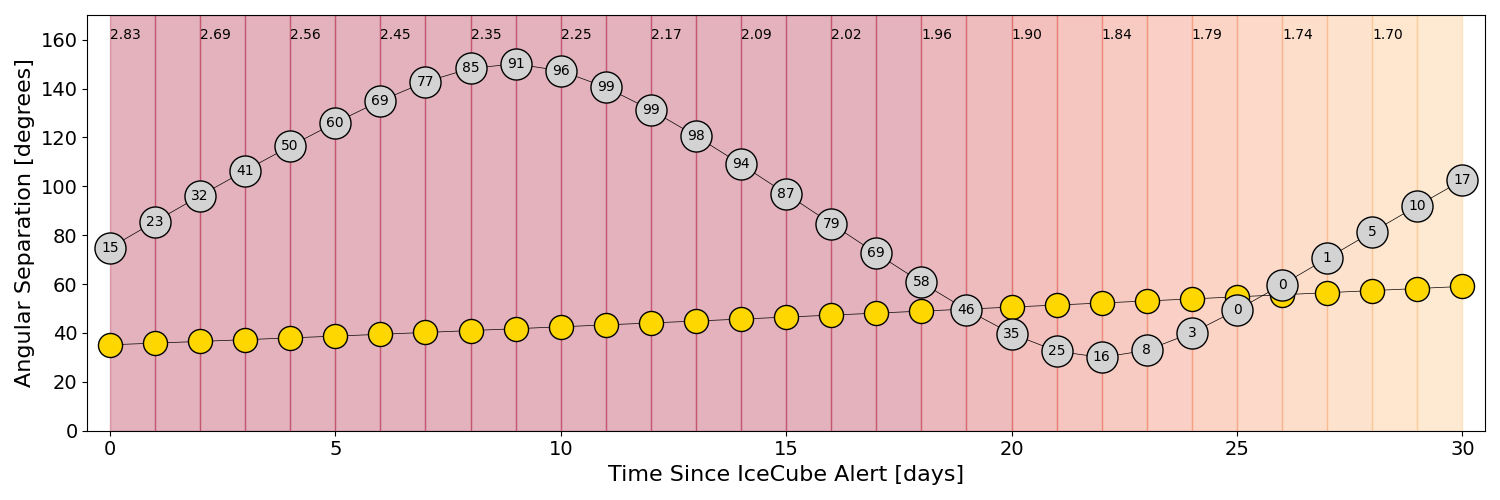 2.83 2.69 2.56 2.45 2.35 2.25 2.17 2.09 2.02 1.96 1.90 1.84 1.79 1.74 1.70
15 23 32 41 50 60 69 77 85 91 96 99 99 98 94 87 79 69 58 46 35 25 16 8 3 0 0 1 5 10 17
160
140
120
100
80
60
40
20
0
Angular Separation [degrees]
0 5 10 15 20 25 30
Time Since IceCube Alert [days]